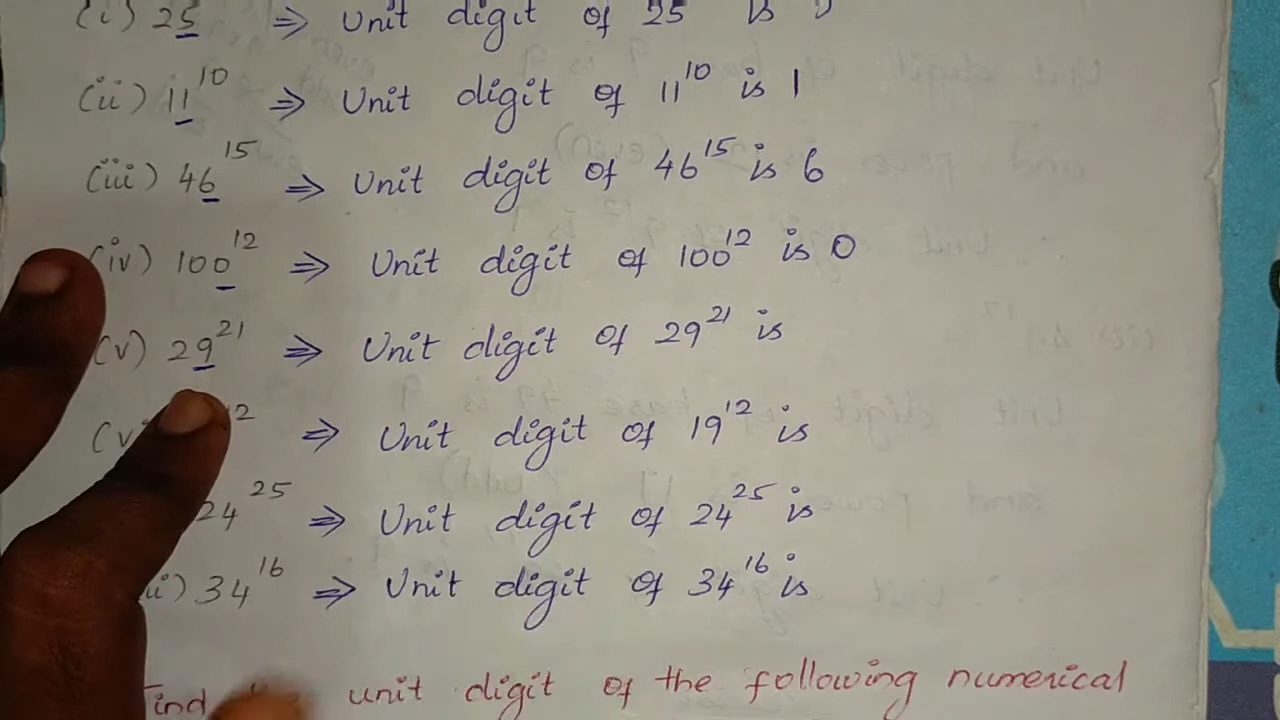 (i) 25 ⇒ Unit digit of 25 is
(ii) 11^10 ⇒ Unit digit of 11^10 is 1
(iii) 46^15 ⇒ Unit digit of 46^15 is 6
(iv) 100^12 ⇒ Unit digit of 100^12 is 0
(v) 29^21 ⇒ Unit digit of 29^21 is
12 ⇒ Unit digit of 19^12 is
24^25 ⇒ Unit digit of 24^25 is
34^16 ⇒ Unit digit of 34^16 is
Find unit digit of the following numerical